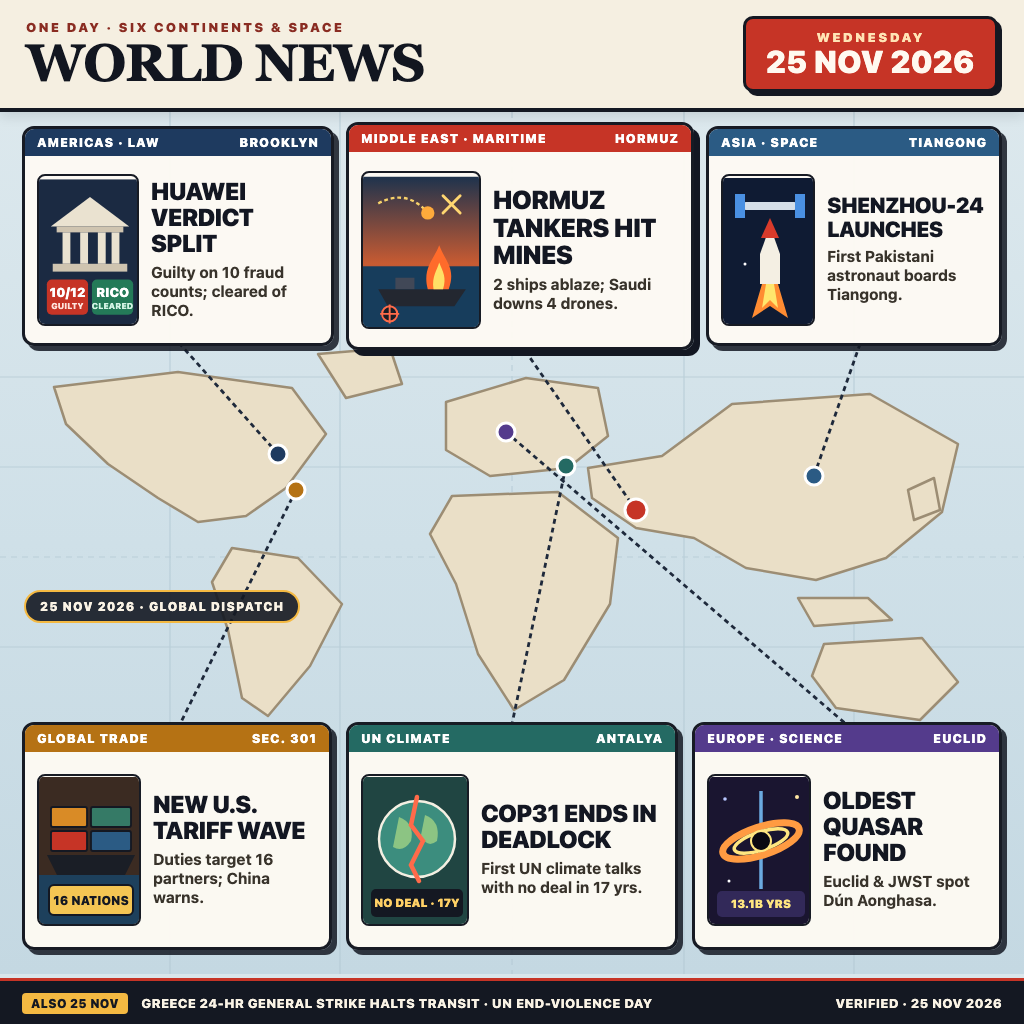 ONE DAY · SIX CONTINENTS & SPACE
WORLD NEWS
WEDNESDAY
25 NOV 2026
AMERICAS · LAW
BROOKLYN
10/12
GUILTY
RICO
CLEARED
HUAWEI
VERDICT
SPLIT
Guilty on 10 fraud
counts; cleared of
RICO.
MIDDLE EAST · MARITIME
HORMUZ
HORMUZ
TANKERS HIT
MINES
2 ships ablaze; Saudi
downs 4 drones.
ASIA · SPACE
TIANGONG
SHENZHOU-24
LAUNCHES
First Pakistani
astronaut boards
Tiangong.
25 NOV 2026 · GLOBAL DISPATCH
GLOBAL TRADE
SEC. 301
16 NATIONS
NEW U.S.
TARIFF WAVE
Duties target 16
partners; China
warns.
UN CLIMATE
ANTALYA
NO DEAL · 17Y
COP31 ENDS IN
DEADLOCK
First UN climate talks
with no deal in 17 yrs.
EUROPE · SCIENCE
EUCLID
13.1B YRS
OLDEST
QUASAR
FOUND
Euclid & JWST spot
Dún Aonghasa.
ALSO 25 NOV
GREECE 24-HR GENERAL STRIKE HALTS TRANSIT · UN END-VIOLENCE DAY
VERIFIED · 25 NOV 2026